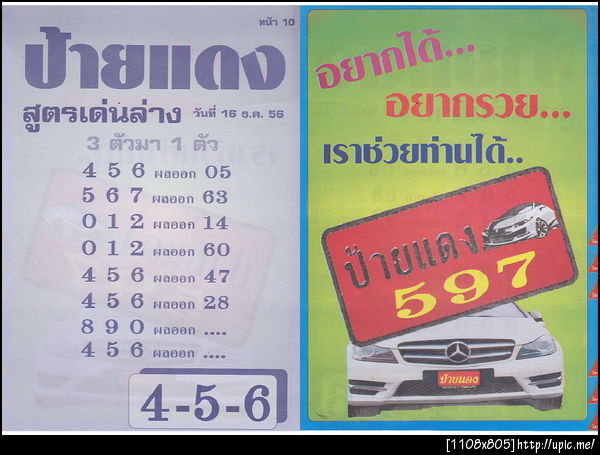 หน้า 10
ป้ายแดง
สูตรเด่นล่าง วันที่ 16 ธ.ค. 56
3 ตัวมา 1 ตัว
4 5 6 ผลออก 05
5 6 7 ผลออก 63
0 1 2 ผลออก 14
0 1 2 ผลออก 60
4 5 6 ผลออก 47
4 5 6 ผลออก 28
8 9 0 ผลออก ....
4 5 6 ผลออก ....
4-5-6
อยากได้...
อยากรวย...
เราช่วยท่านได้..
ป้ายแดง
597
ป้ายแดง
[1108x805]http://upic.me/